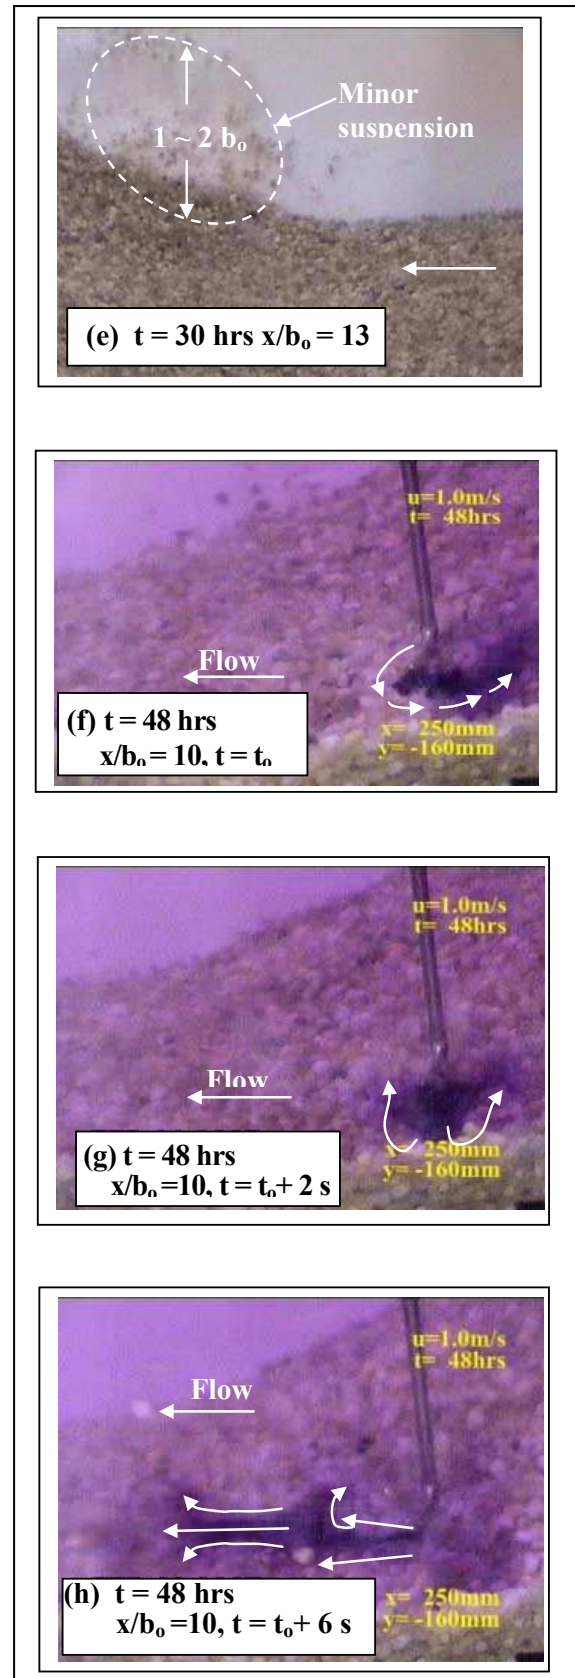 Minor
suspension
1 ~ 2 bₒ
(e) t = 30 hrs x/bₒ = 13
u=1.0m/s
t= 48hrs
Flow
(f) t = 48 hrs
x/bₒ = 10, t = tₒ
x= 250mm
y= -160mm
u=1.0m/s
t= 48hrs
Flow
(g) t = 48 hrs
x/bₒ =10, t = tₒ+ 2 s
x= 250mm
y= -160mm
u=1.0m/s
t= 48hrs
Flow
(h) t = 48 hrs
x/bₒ =10, t = tₒ+ 6 s
x= 250mm
y= -160mm